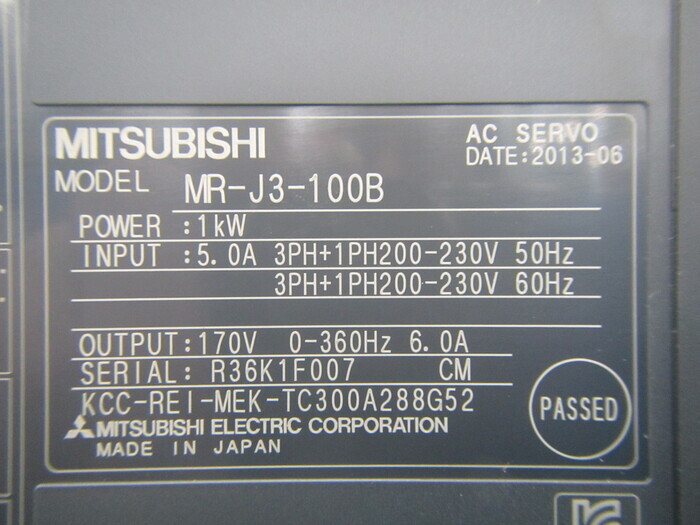 MITSUBISHI
AC SERVO
DATE:2013-06
MODEL MR-J3-100B
POWER :1kW
INPUT :5.0A 3PH+1PH200-230V 50Hz
3PH+1PH200-230V 60Hz
OUTPUT:170V 0-360Hz 6.0A
SERIAL: R36K1F007 CM
KCC-REI-MEK-TC300A288G52
PASSED
MITSUBISHI ELECTRIC CORPORATION
MADE IN JAPAN